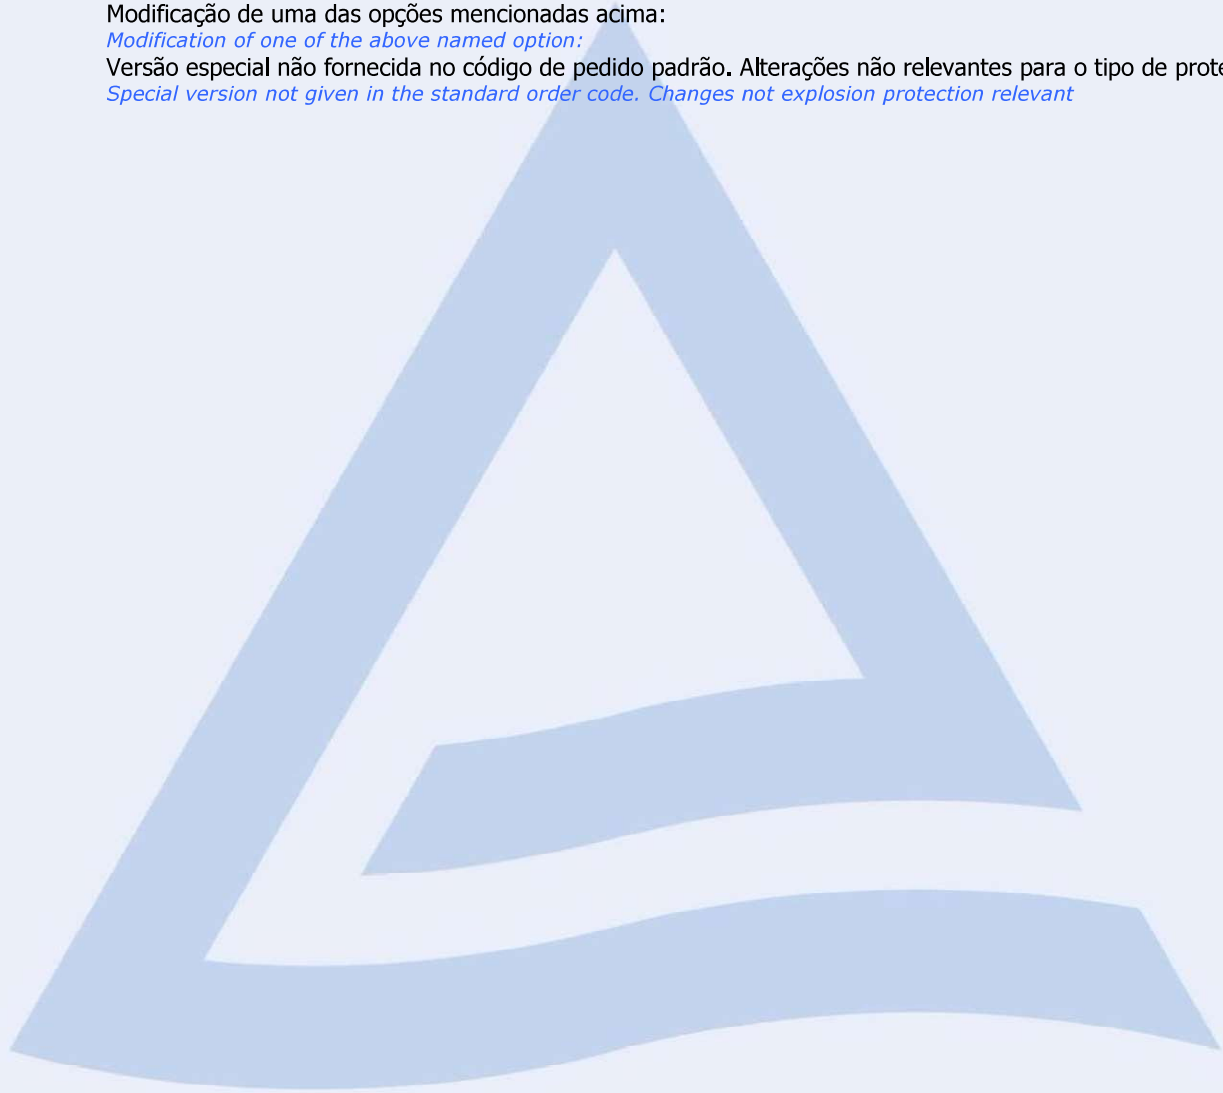 Modificação de uma das opções mencionadas acima:
Modification of one of the above named option:
Versão especial não fornecida no código de pedido padrão. Alterações não relevantes para o tipo de
Special version not given in the standard order code. Changes not explosion protection relevant